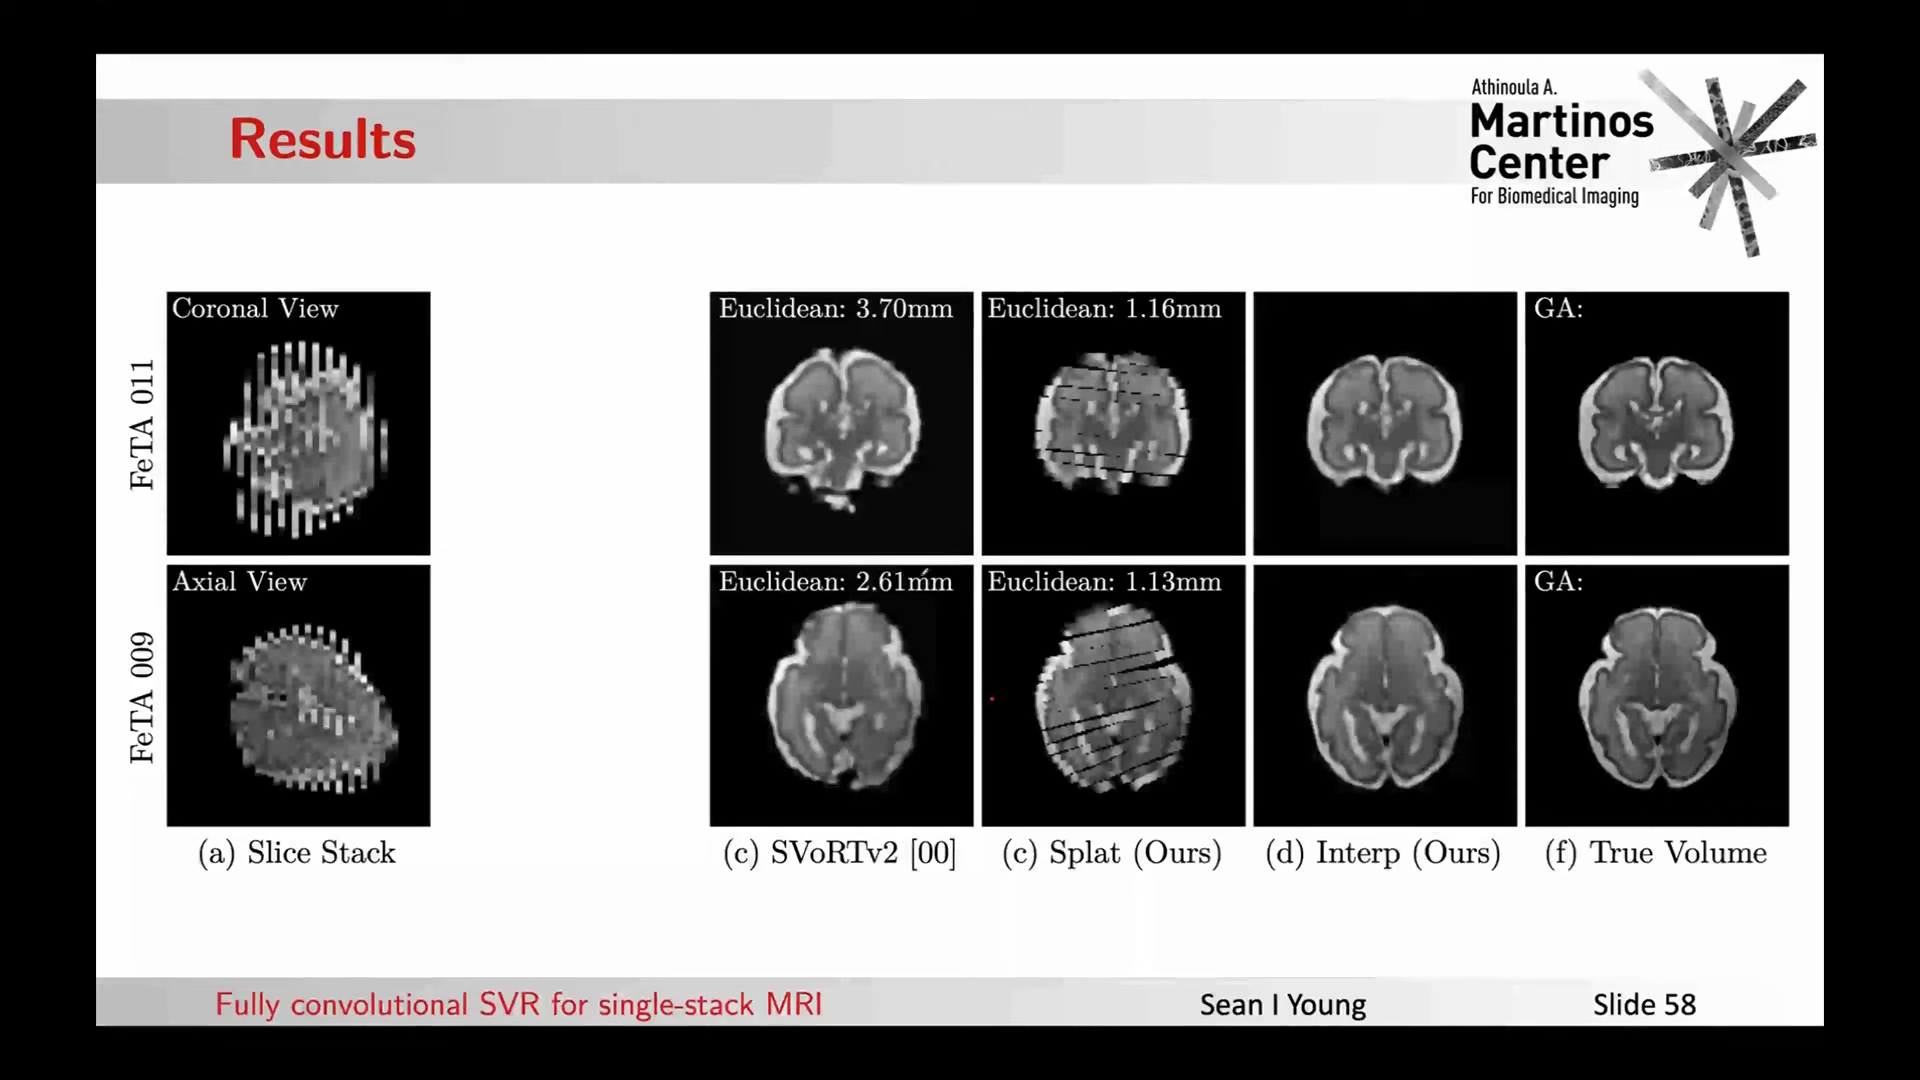 Results
Athinoula A.
Martinos
Center
For Biomedical Imaging
Coronal View
Euclidean: 3.70mm
Euclidean: 1.16mm
GA:
FeTA 011
Axial View
Euclidean: 2.61mm
Euclidean: 1.13mm
GA:
FeTA 009
(a) Slice Stack
(c) SVoRTv2 [00]
(c) Splat (Ours)
(d) Interp (Ours)
(f) True Volume
Fully convolutional SVR for single-stack MRI
Sean I Young
Slide 58